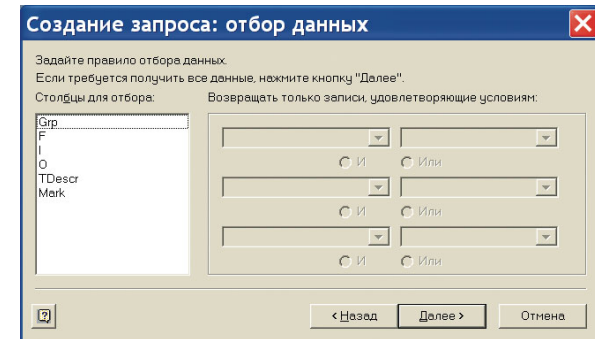 Создание запроса: отбор данных
Задайте правило отбора данных.
Если требуется получить все данные, нажмите кнопку "Далее".
Столбцы для отбора: Возвращать только записи, удовлетворяющие условиям:
Grp
F
I
O
TDescr
Mark
И Или
И Или
И Или
< Назад Далее > Отмена